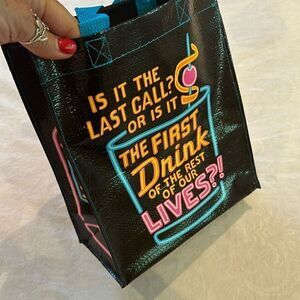 IS IT THE
LAST CALL?
OR IS IT
THE FIRST
Drink
OF THE REST
OF OUR
LIVES?!